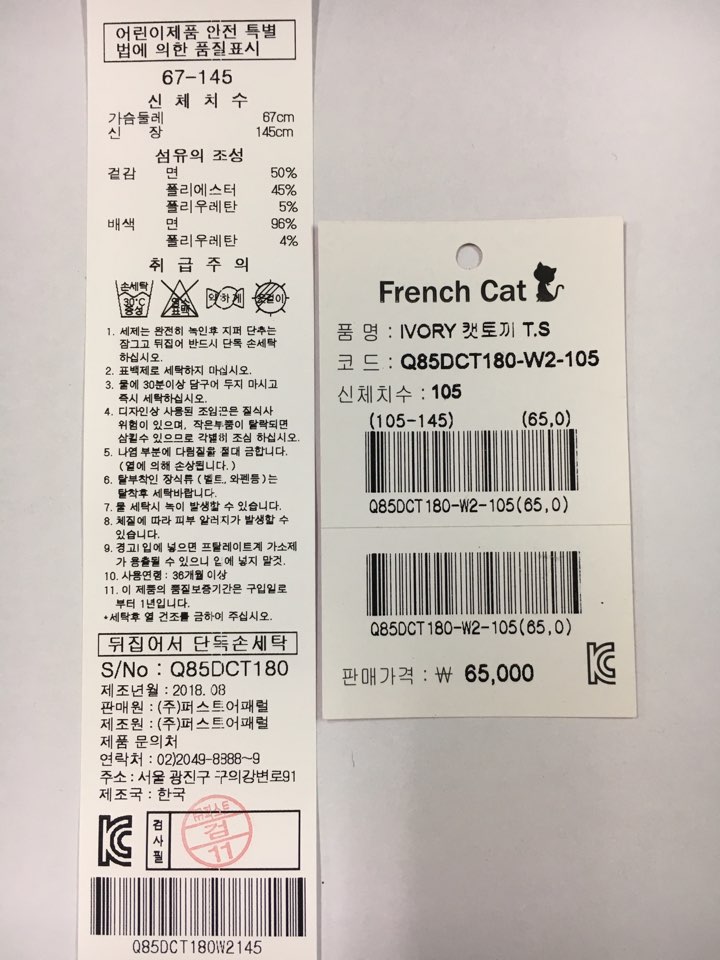 어린이제품 안전 특별
법에 의한 품질표시
67-145
신 체 치 수
가슴둘레 67cm
신 장 145cm
섬유의 조성
겉감 면 50%
폴리에스터 45%
폴리우레탄 5%
배색 면 96%
폴리우레탄 4%
취 급 주 의
손세탁
30°C
중성
염소
표백
약하게
옷걸이
1. 세제는 완전히 녹인후 지퍼 단추는
잠그고 뒤집어 반드시 단독 손세탁
하십시오.
2. 표백제로 세탁하지 마십시오.
3. 물에 30분이상 담구어 두지 마시고
즉시 세탁하십시오.
4. 디자인상 사용된 조임끈은 질식사
위험이 있으며, 작은부품이 탈락되면
삼킬수 있으므로 각별히 조심 하십시오.
5. 나염 부분에 다림질을 절대 금합니다.
(열에 의해 손상됩니다.)
6. 탈부착인 장식류 (벨트, 와펜등)는
탈착후 세탁바랍니다.
7. 물 세탁시 녹이 발생할 수 있습니다.
8. 체질에 따라 피부 알러지가 발생할 수
있습니다.
9. 경고! 입에 넣으면 프탈레이트계 가소제
가 용출될 수 있으니 입에 넣지 말것.
10. 사용연령 : 36개월 이상
11. 이 제품의 품질보증기간은 구입일로
부터 1년입니다.
*세탁후 열 건조를 금하여 주십시오.
뒤집어서 단독손세탁
S/No : Q85DCT180
제조년월 : 2018. 08
판매원 : (주)퍼스트어패럴
제조원 : (주)퍼스트어패럴
제품 문의처
연락처 : 02)2049-8888~9
주소 : 서울 광진구 구의강변로91
제조국 : 한국
검사필
검
11
Q85DCT180W2145
French Cat
품 명 : IVORY 캣토끼 T.S
코 드 : Q85DCT180-W2-105
신체치수 : 105
(105-145) (65,0)
Q85DCT180-W2-105(65,0)
Q85DCT180-W2-105(65,0)
판매가격 : ₩ 65,000